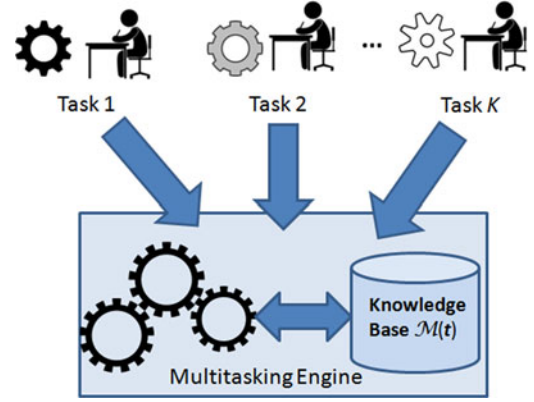 ...
Task 1
Task 2
Task K
Knowledge
Base ℳ(t)
Multitasking Engine